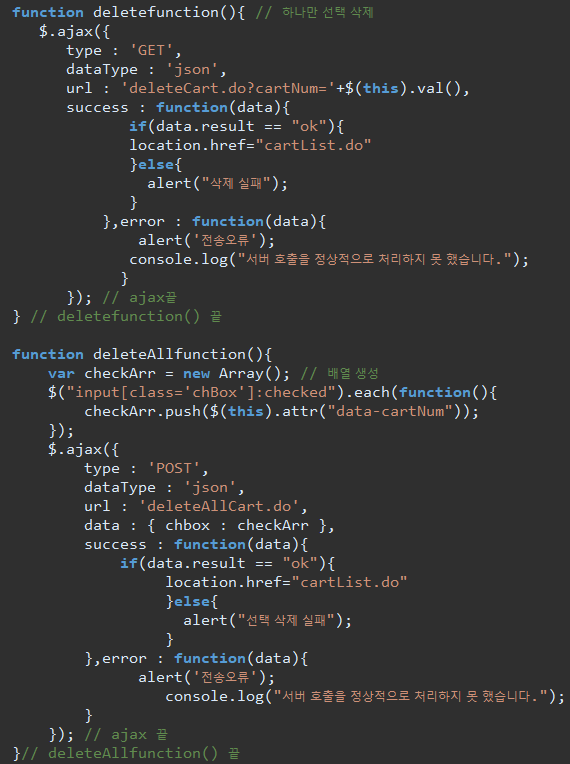 function deletefunction(){ // 하나만 선택 삭제
$.ajax({
type : 'GET',
dataType : 'json',
url : 'deleteCart.do?cartNum='+$(this).val(),
success : function(data){
if(data.result == "ok"){
location.href="cartList.do"
}else{
alert("삭제 실패");
}
},error : function(data){
alert('전송오류');
console.log("서버 호출을 정상적으로 처리하지 못 했습니다.");
}
}); // ajax끝
} // deletefunction() 끝
function deleteAllfunction(){
var checkArr = new Array(); // 배열 생성
$("input[class='chBox']:checked").each(function(){
checkArr.push($(this).attr("data-cartNum"));
});
$.ajax({
type : 'POST',
dataType : 'json',
url : 'deleteAllCart.do',
data : { chbox : checkArr },
success : function(data){
if(data.result == "ok"){
location.href="cartList.do"
}else{
alert("선택 삭제 실패");
}
},error : function(data){
alert('전송오류');
console.log("서버 호출을 정상적으로 처리하지 못 했습니다.");
}
}); // ajax 끝
}// deleteAllfunction() 끝